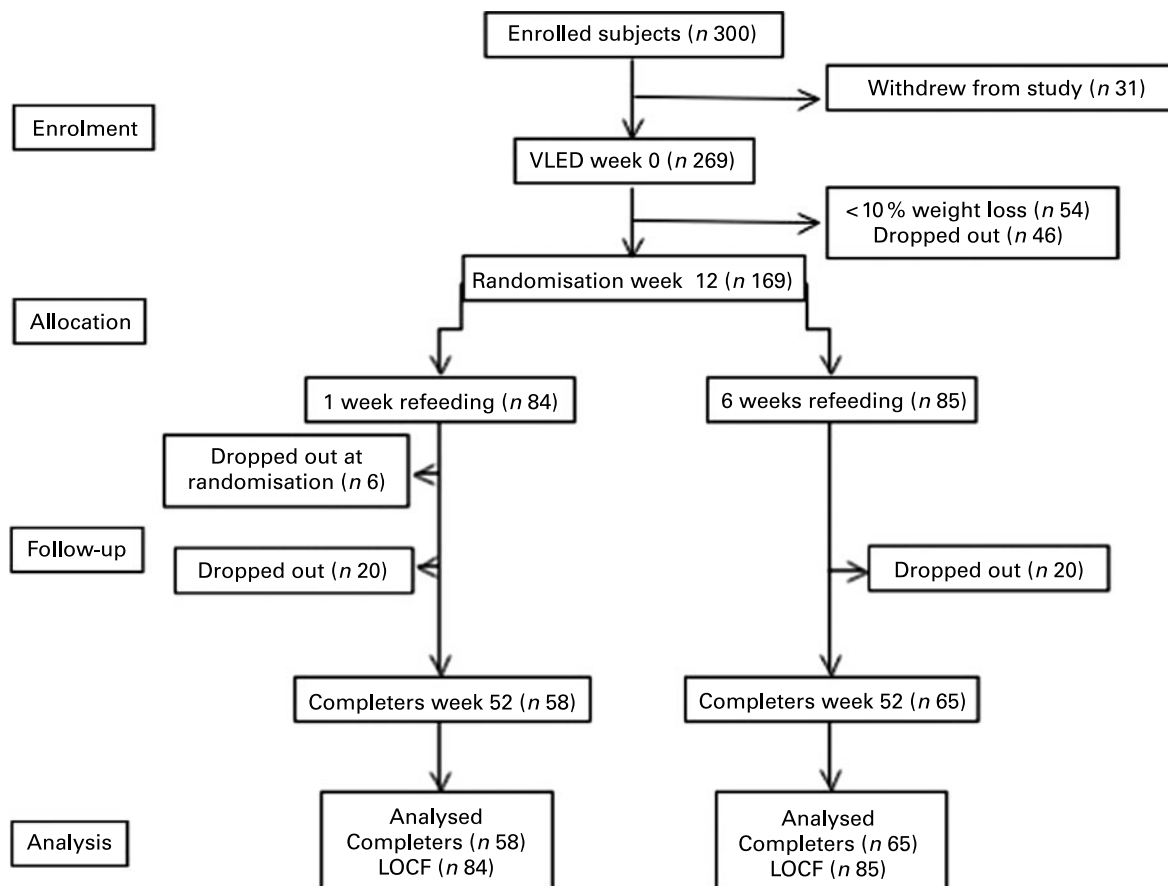 Enrolled subjects (n 300)
Withdrew from study (n 31)
Enrolment
VLED week 0 (n 269)
<10% weight loss (n 54)
Dropped out (n 46)
Randomisation week 12 (n 169)
Allocation
1 week refeeding (n 84)
6 weeks refeeding (n 85)
Dropped out at
randomisation (n 6)
Follow-up
Dropped out (n 20)
Dropped out (n 20)
Completers week 52 (n 58)
Completers week 52 (n 65)
Analysis
Analysed
Completers (n 58)
LOCF (n 84)
Analysed
Completers (n 65)
LOCF (n 85)